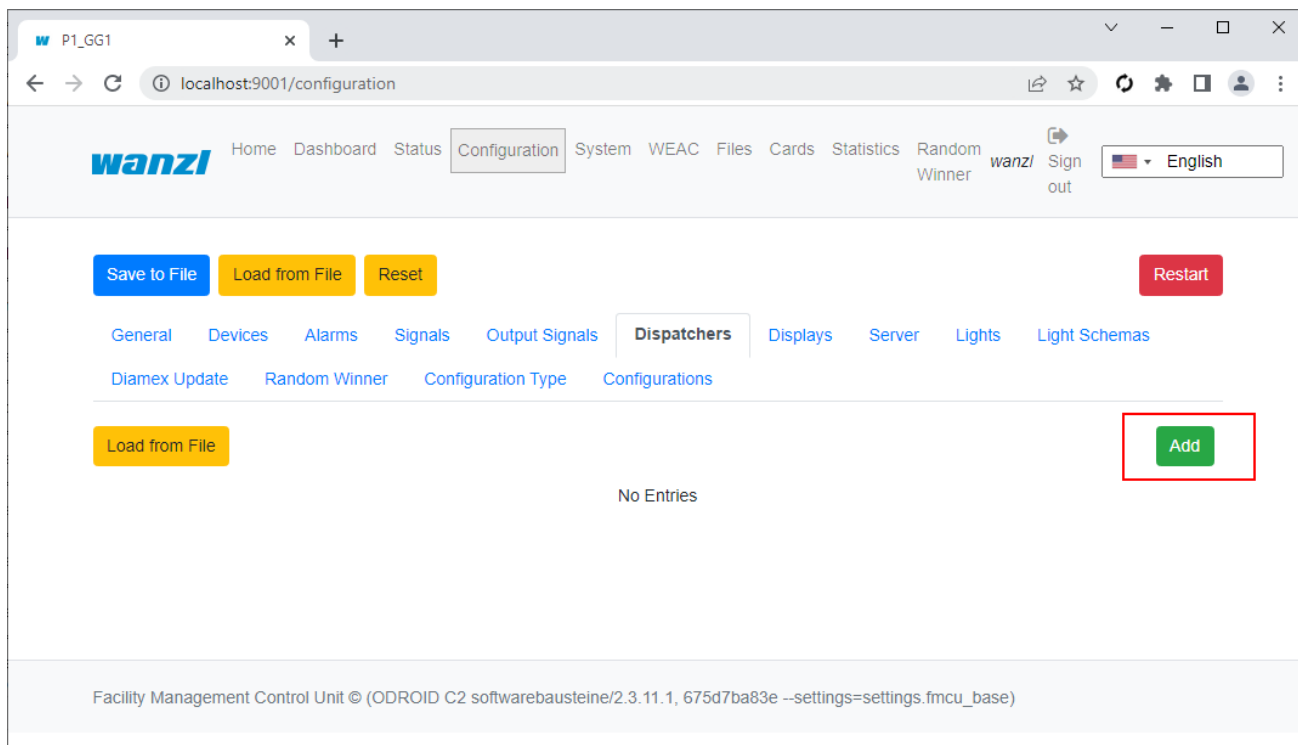 P1_GG1
localhost:9001/configuration
wanzl
Home Dashboard Status Configuration System WEAC Files Cards Statistics Random Winner wanzl Sign out English
Save to File Load from File Reset Restart
General Devices Alarms Signals Output Signals Dispatchers Displays Server Lights Light Schemas
Diamex Update Random Winner Configuration Type Configurations
Load from File Add
No Entries
Facility Management Control Unit © (ODROID C2 softwarebausteine/2.3.11.1, 675d7ba83e --settings=settings.fmcu_base)